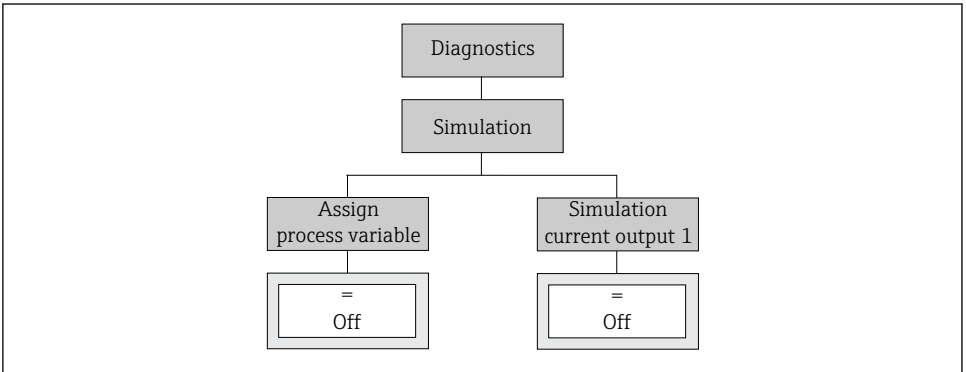 Diagnostics
Simulation
Assign
process variable
=
Off
Simulation
current output 1
=
Off